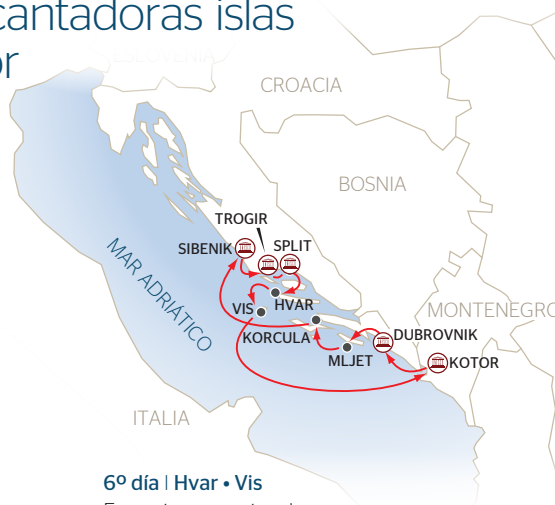 cantadoras islas
or
ESLOVENIA
CROACIA
BOSNIA
TROGIR
SIBENIK
SPLIT
MAR ADRIÁTICO
HVAR
VIS
MONTENEGRO
KORCULA
DUBROVNIK
MLJET
KOTOR
ITALIA
6º día | Hvar • Vis